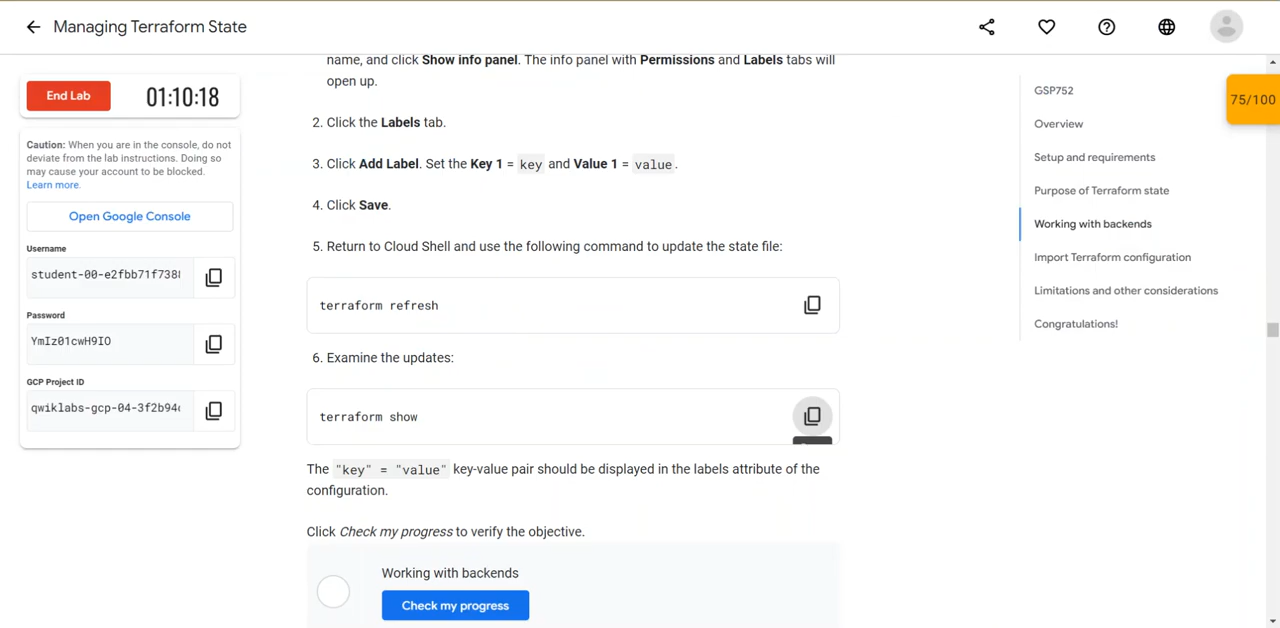 Managing Terraform State
End Lab
01:10:18
Caution: When you are in the console, do not
deviate from the lab instructions. Doing so
may cause your account to be blocked.
Learn more.
Open Google Console
Username
student-00-e2fbb71f738
Password
YmIz01cwH9IO
GCP Project ID
qwiklabs-gcp-04-3f2b94
name, and click Show info panel. The info panel with Permissions and Labels tabs will
open up.
2. Click the Labels tab.
3. Click Add Label. Set the Key 1 = key and Value 1 = value.
4. Click Save.
5. Return to Cloud Shell and use the following command to update the state file:
terraform refresh
6. Examine the updates:
terraform show
The "key" = "value" key-value pair should be displayed in the labels attribute of the
configuration.
Click Check my progress to verify the objective.
Working with backends
Check my progress
GSP752
Overview
Setup and requirements
Purpose of Terraform state
Working with backends
Import Terraform configuration
Limitations and other considerations
Congratulations!
75/100